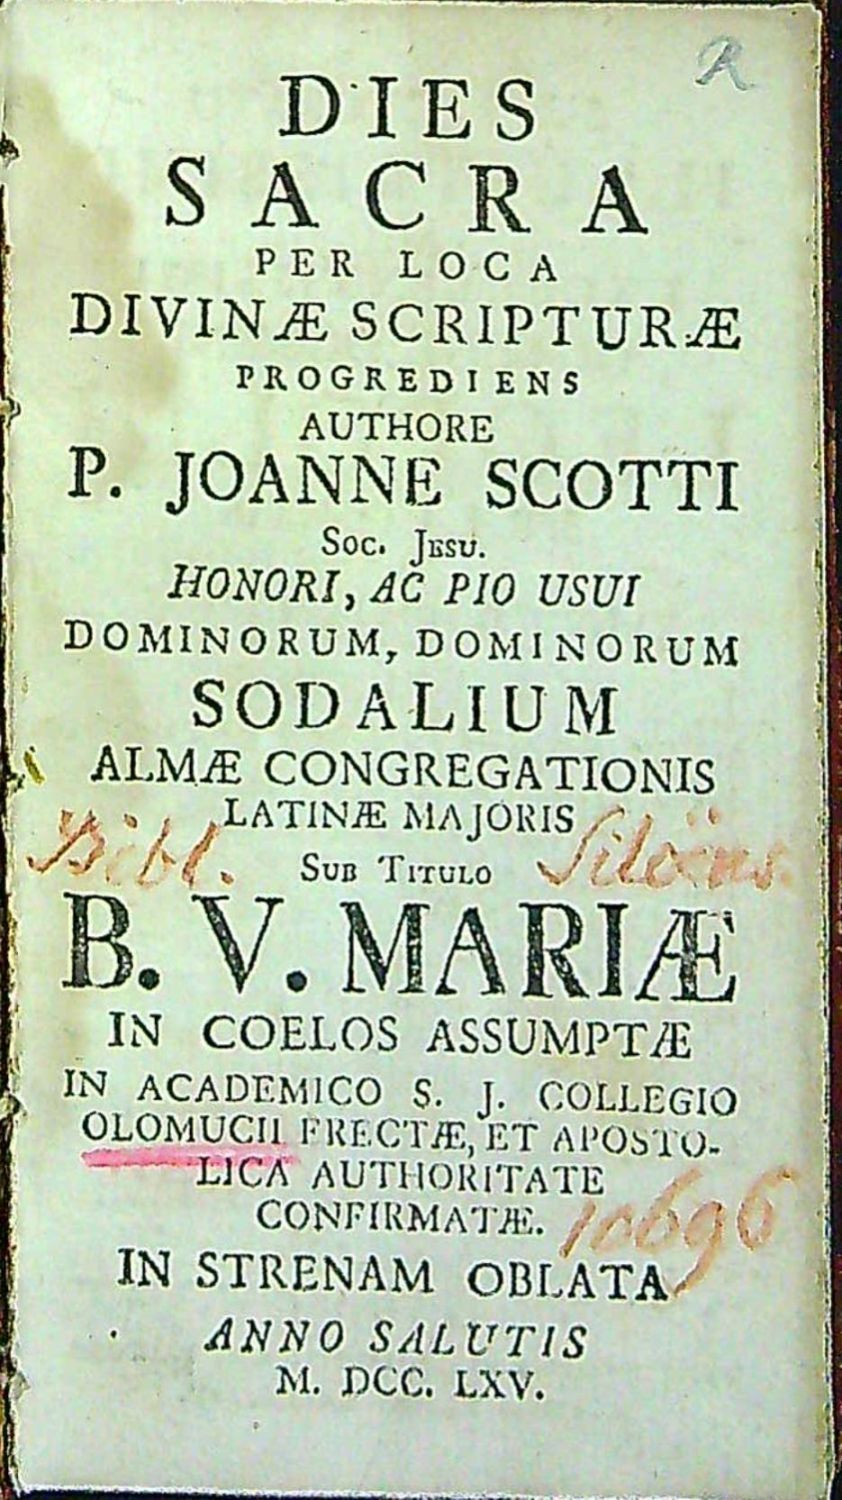 R
DIES
SACRA
PER LOCA
DIVINÆ SCRIPTURÆ
PROGREDIENS
AUTHORE
P. JOANNE SCOTTI
Soc. Jesu.
HONORI, AC PIO USUI
DOMINORUM, DOMINORUM
SODALIUM
ALMÆ CONGREGATIONIS
LATINÆ MAJORIS
Bibl. Sub Titulo Siloëns.
B. V. MARIÆ
IN COELOS ASSUMPTÆ
IN ACADEMICO S. J. COLLEGIO
OLOMUCII ERECTÆ, ET APOSTO-
LICA AUTHORITATE
CONFIRMATÆ.
10696
IN STRENAM OBLATA
ANNO SALUTIS
M. DCC. LXV.